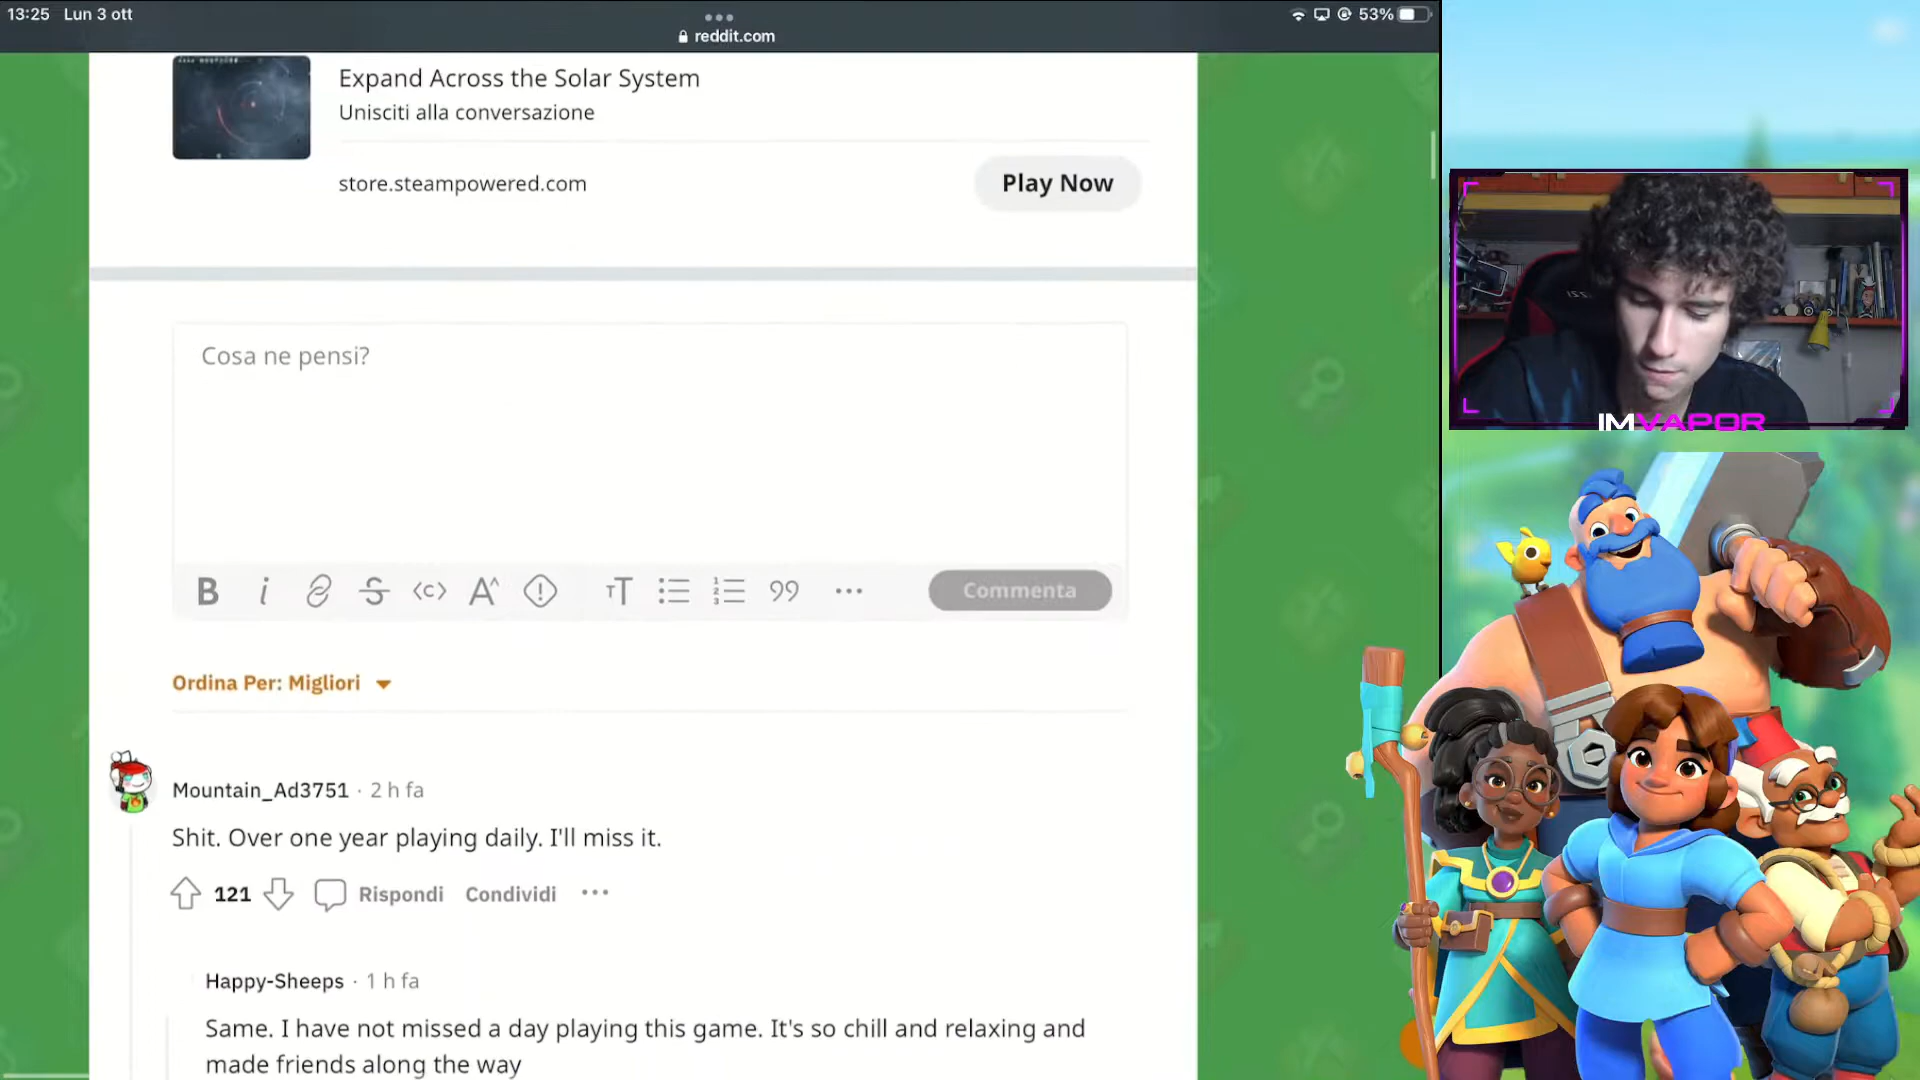 13:25 Lun 3 ott
53%
reddit.com
Expand Across the Solar System
Unisciti alla conversazione
store.steampowered.com
Play Now
Cosa ne pensi?
B i <c> A^ тT 99 ...
Commenta
Ordina Per: Migliori
Mountain_Ad3751 · 2 h fa
Shit. Over one year playing daily. I'll miss it.
121 Rispondi Condividi ...
Happy-Sheeps · 1 h fa
Same. I have not missed a day playing this game. It's so chill and relaxing and
made friends along the way
IMVAPOR